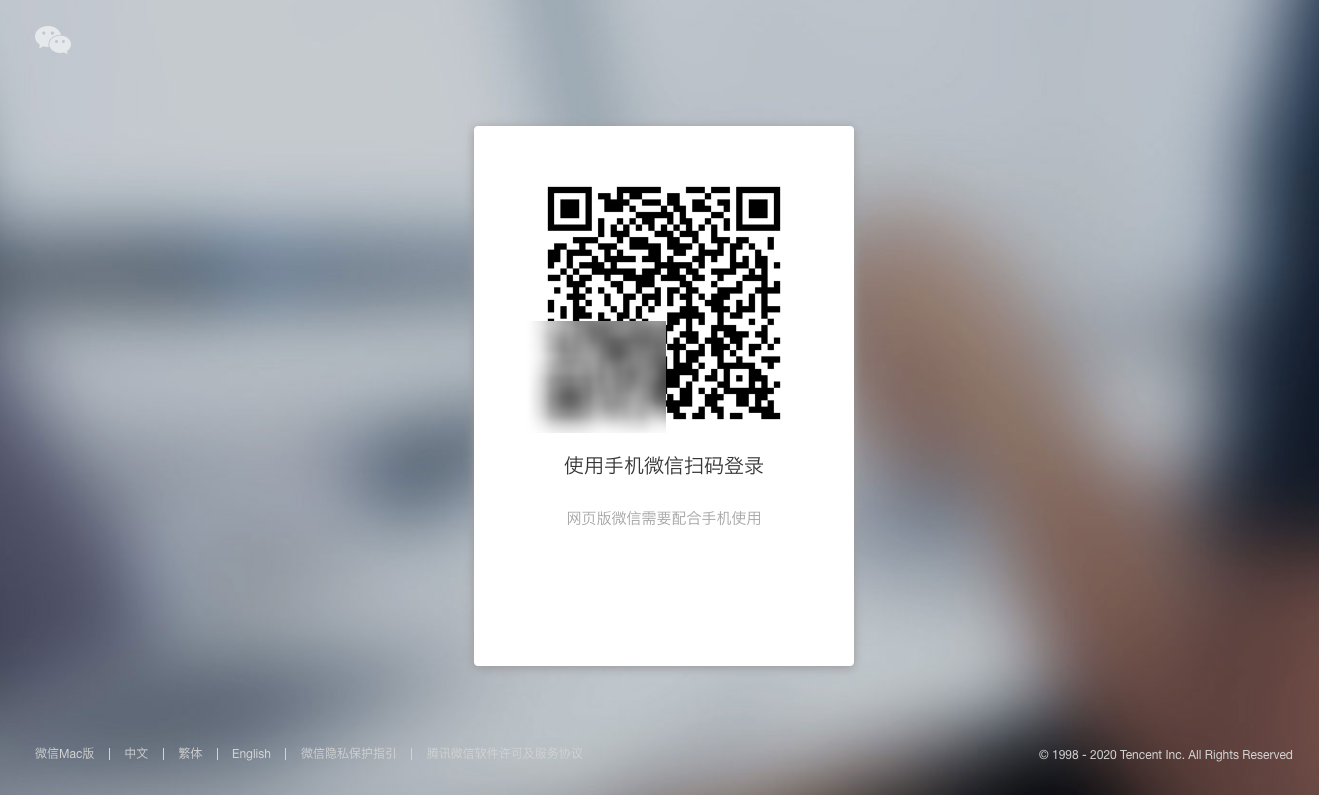 使用手机微信扫码登录
网页版微信需要配合手机使用
微信Mac版 | 中文 | 繁体 | English | 微信隐私保护指引 | 腾讯微信软件许可及服务协议
© 1998 - 2020 Tencent Inc. All Rights Reserved